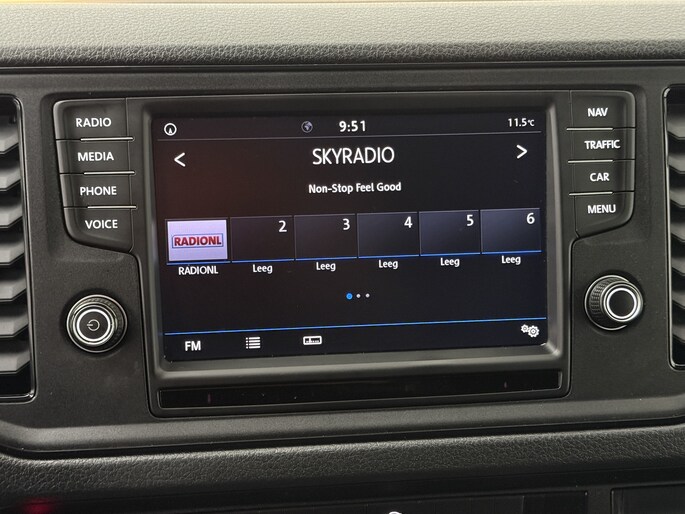 RADIO
MEDIA
PHONE
VOICE
9:51
11.5°C
SKYRADIO
Non-Stop Feel Good
RADIONL
2 3 4 5 6
RADIONL Leeg Leeg Leeg Leeg Leeg
FM
NAV
TRAFFIC
CAR
MENU